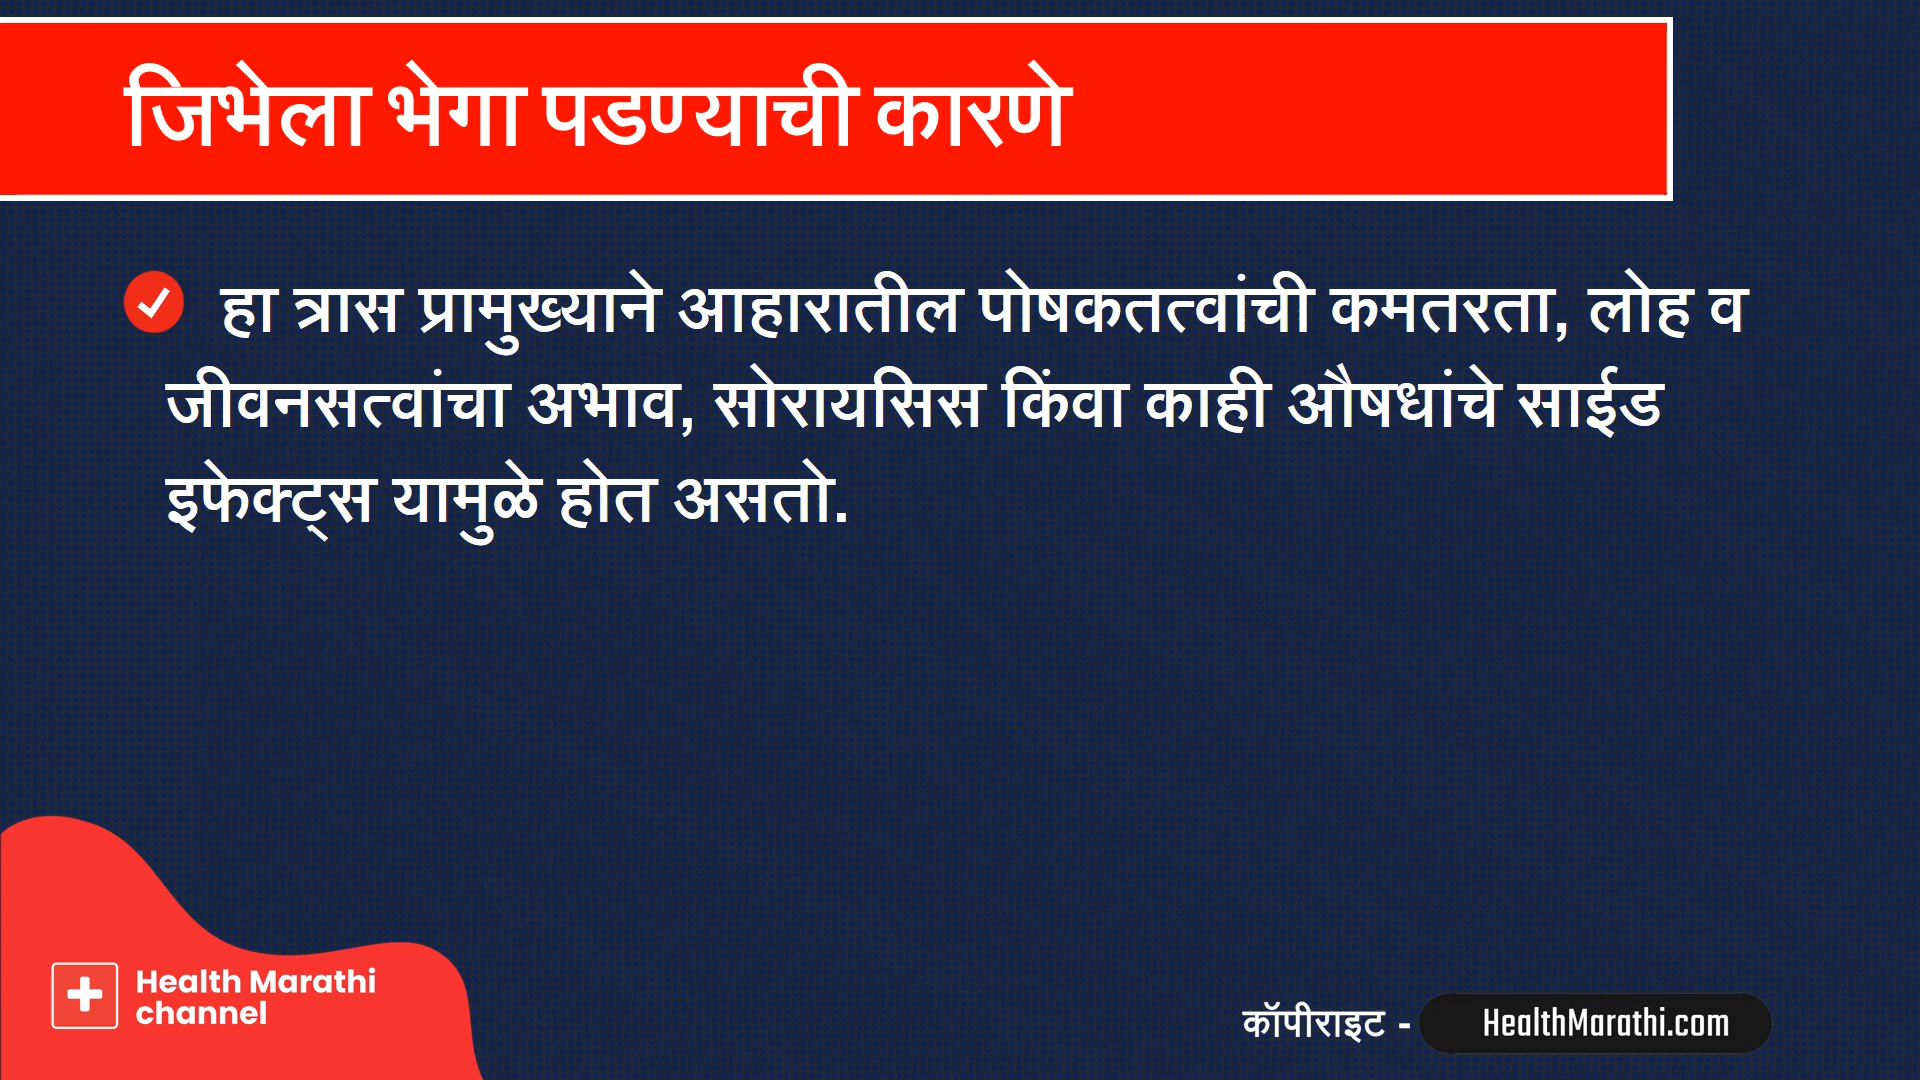 जिभेला भेगा पडण्याची कारणे
हा त्रास प्रामुख्याने आहारातील पोषकतत्वांची कमतरता, लोह व
जीवनसत्वांचा अभाव, सोरायसिस किंवा काही औषधांचे साईड
इफेक्ट्स यामुळे होत असतो.
Health Marathi
channel
कॉपीराइट - HealthMarathi.com